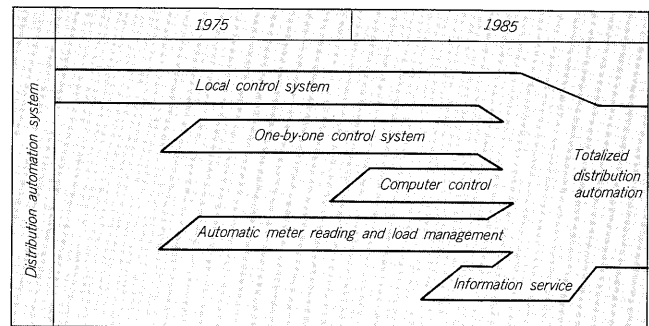 1975
1985
Distribution automation system
Local control system
One-by-one control system
Computer control
Automatic meter reading and load management
Information service
Totalized
distribution
automation